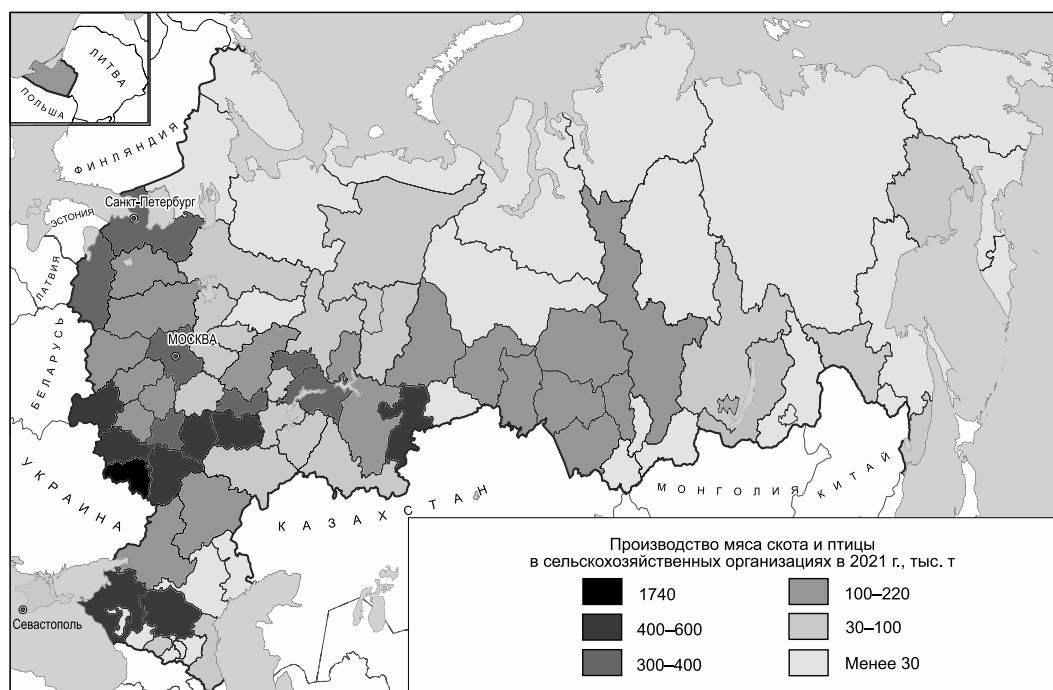 ЛИТВА
ПОЛЬША
ФИНЛЯНДИЯ
Санкт-Петербург
ЭСТОНИЯ
ЛАТВИЯ
МОСКВА
БЕЛАРУСЬ
УКРАИНА
КАЗАХСТАН
МОНГОЛИЯ
КИТАЙ
Севастополь
Производство мяса скота и птицы
в сельскохозяйственных организациях в 2021 г., тыс. т
1740
400–600
300–400
100–220
30–100
Менее 30